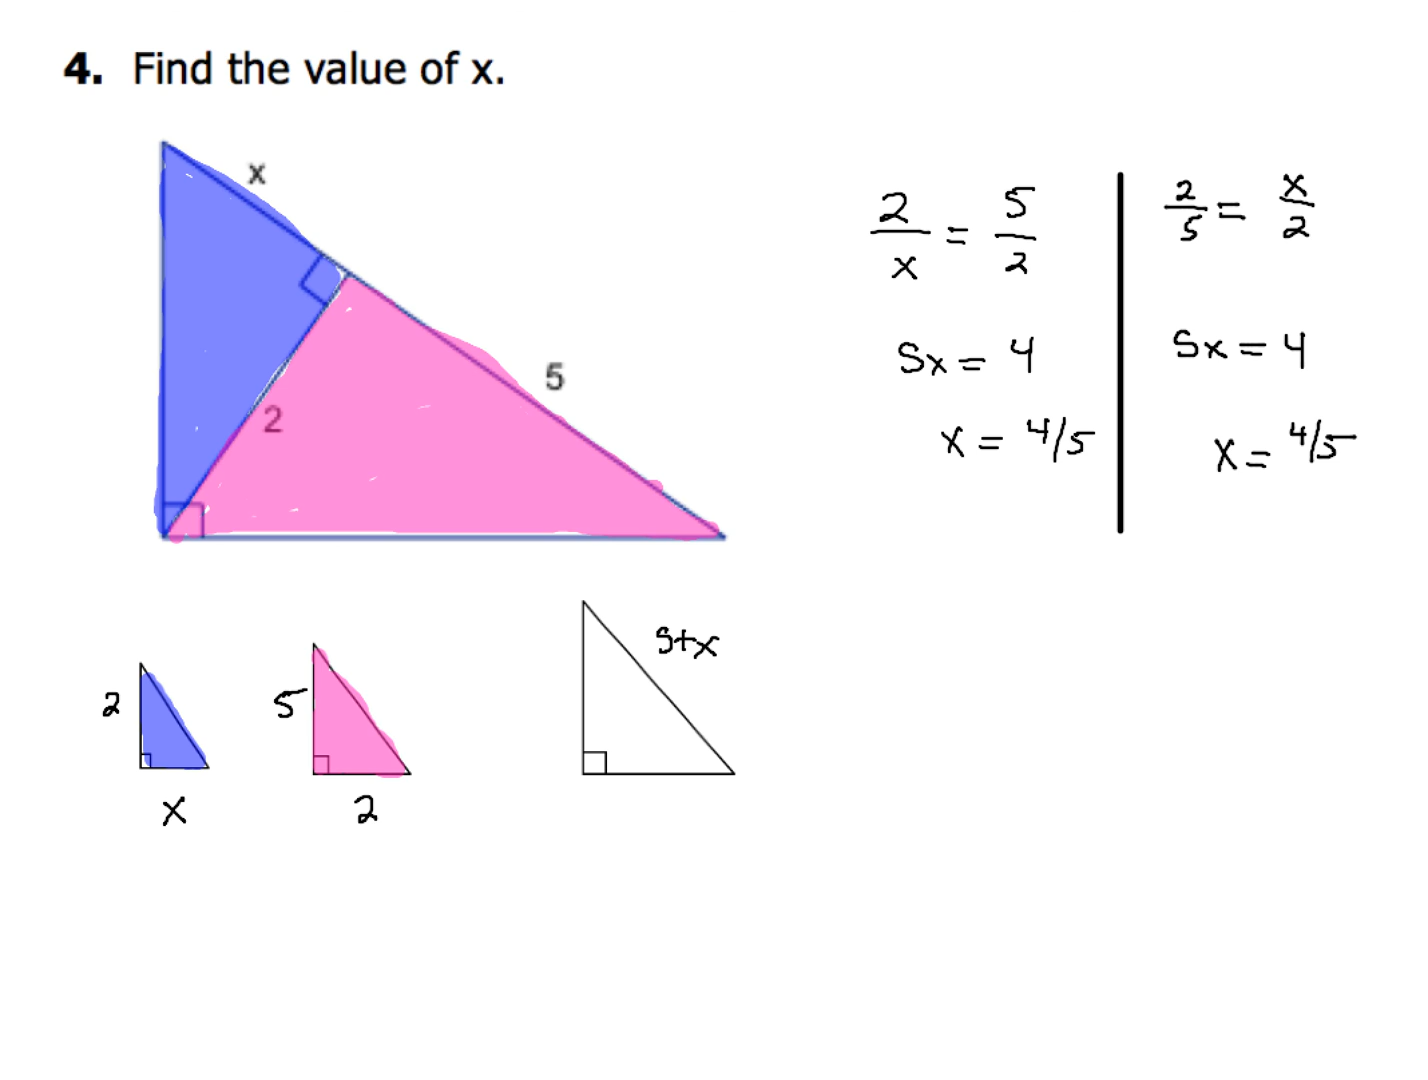 4. Find the value of x.
x
5
2
2/x = 5/2
5x = 4
x = 4/5
2/5 = x/2
5x = 4
x = 4/5
2
x
5
2
5+x